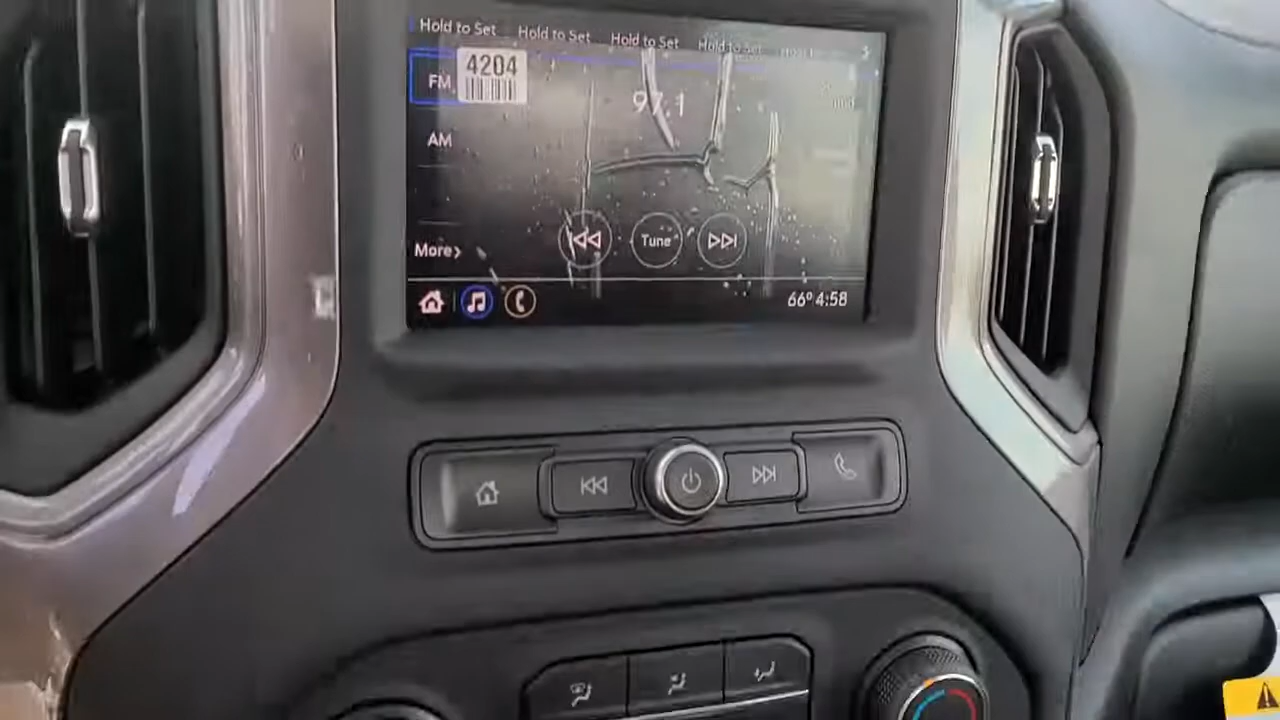 Hold to Set Hold to Set Hold to Set Hold to Set
FM 4204
97.1
AM
More Tune
66° 4:58